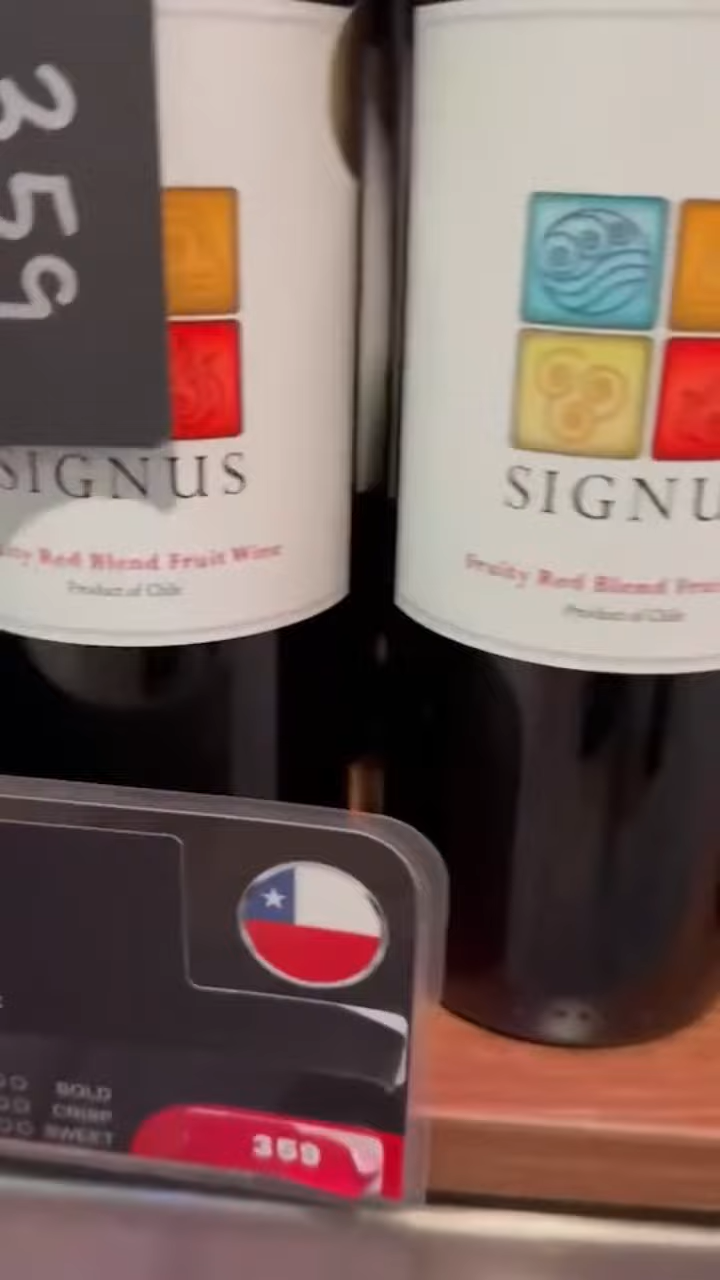 359
SIGNUS
Red Blend Fruit Wine
Product of Chile
SIGNU
Fruity Red Blend Frui
Product of Chile
BOLD
CRISP
SWEET
359